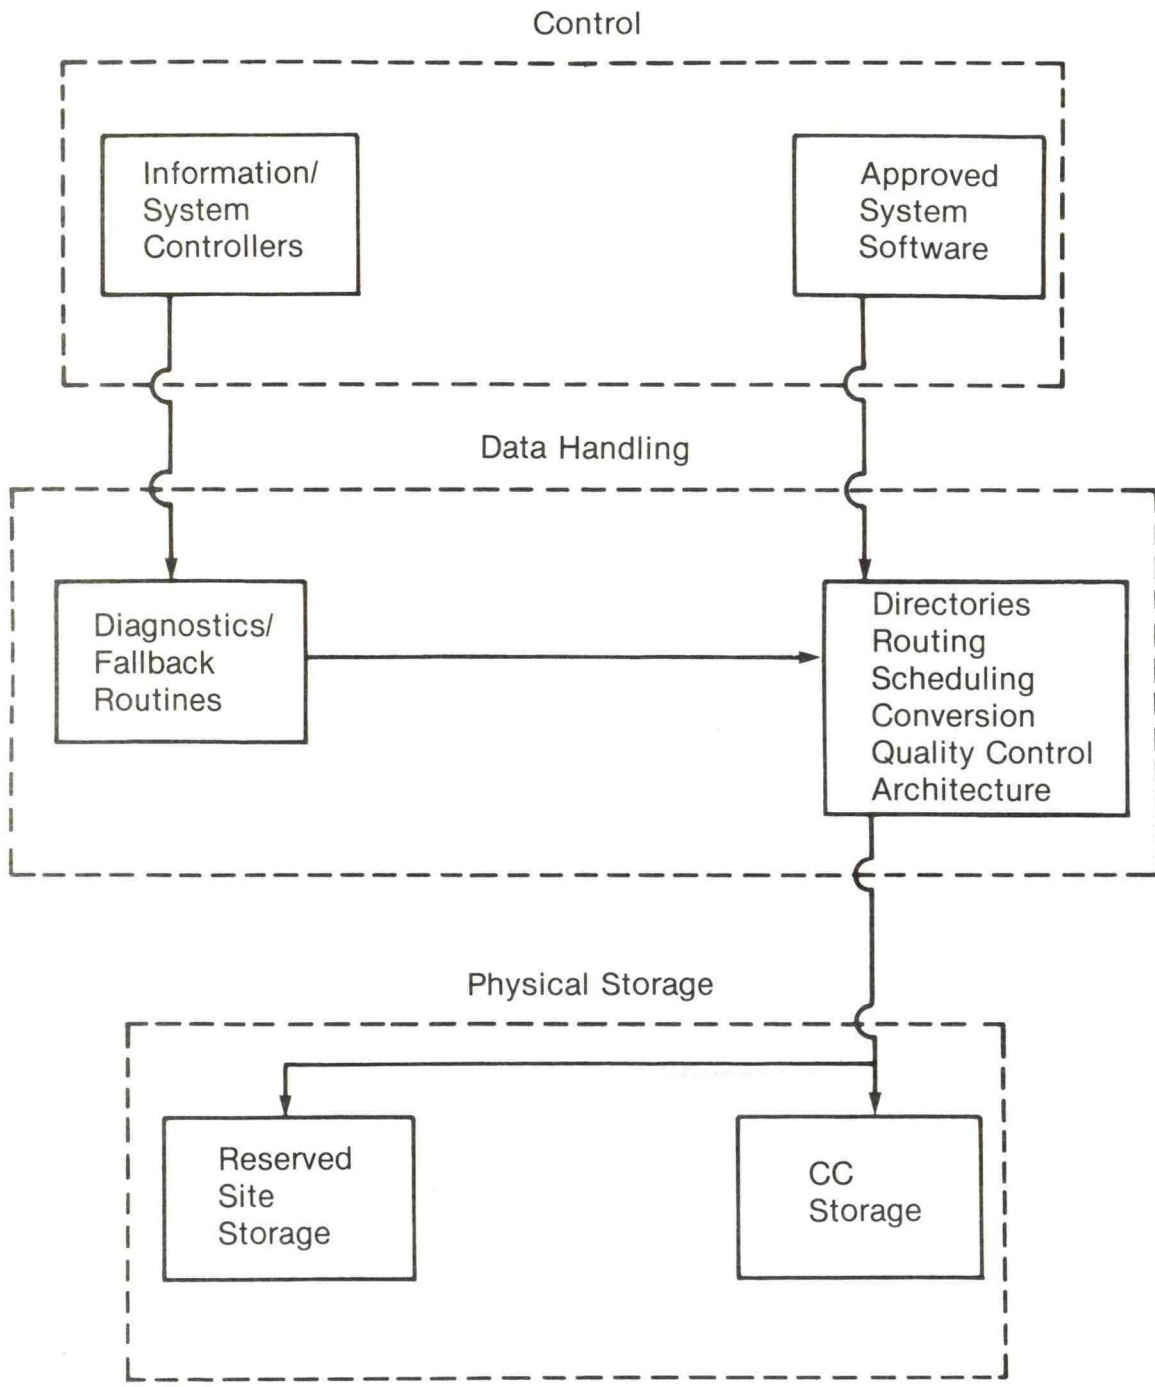 Control
Information/
System
Controllers
Approved
System
Software
Data Handling
Diagnostics/
Fallback
Routines
Directories
Routing
Scheduling
Conversion
Quality Control
Architecture
Physical Storage
Reserved
Site
Storage
CC
Storage